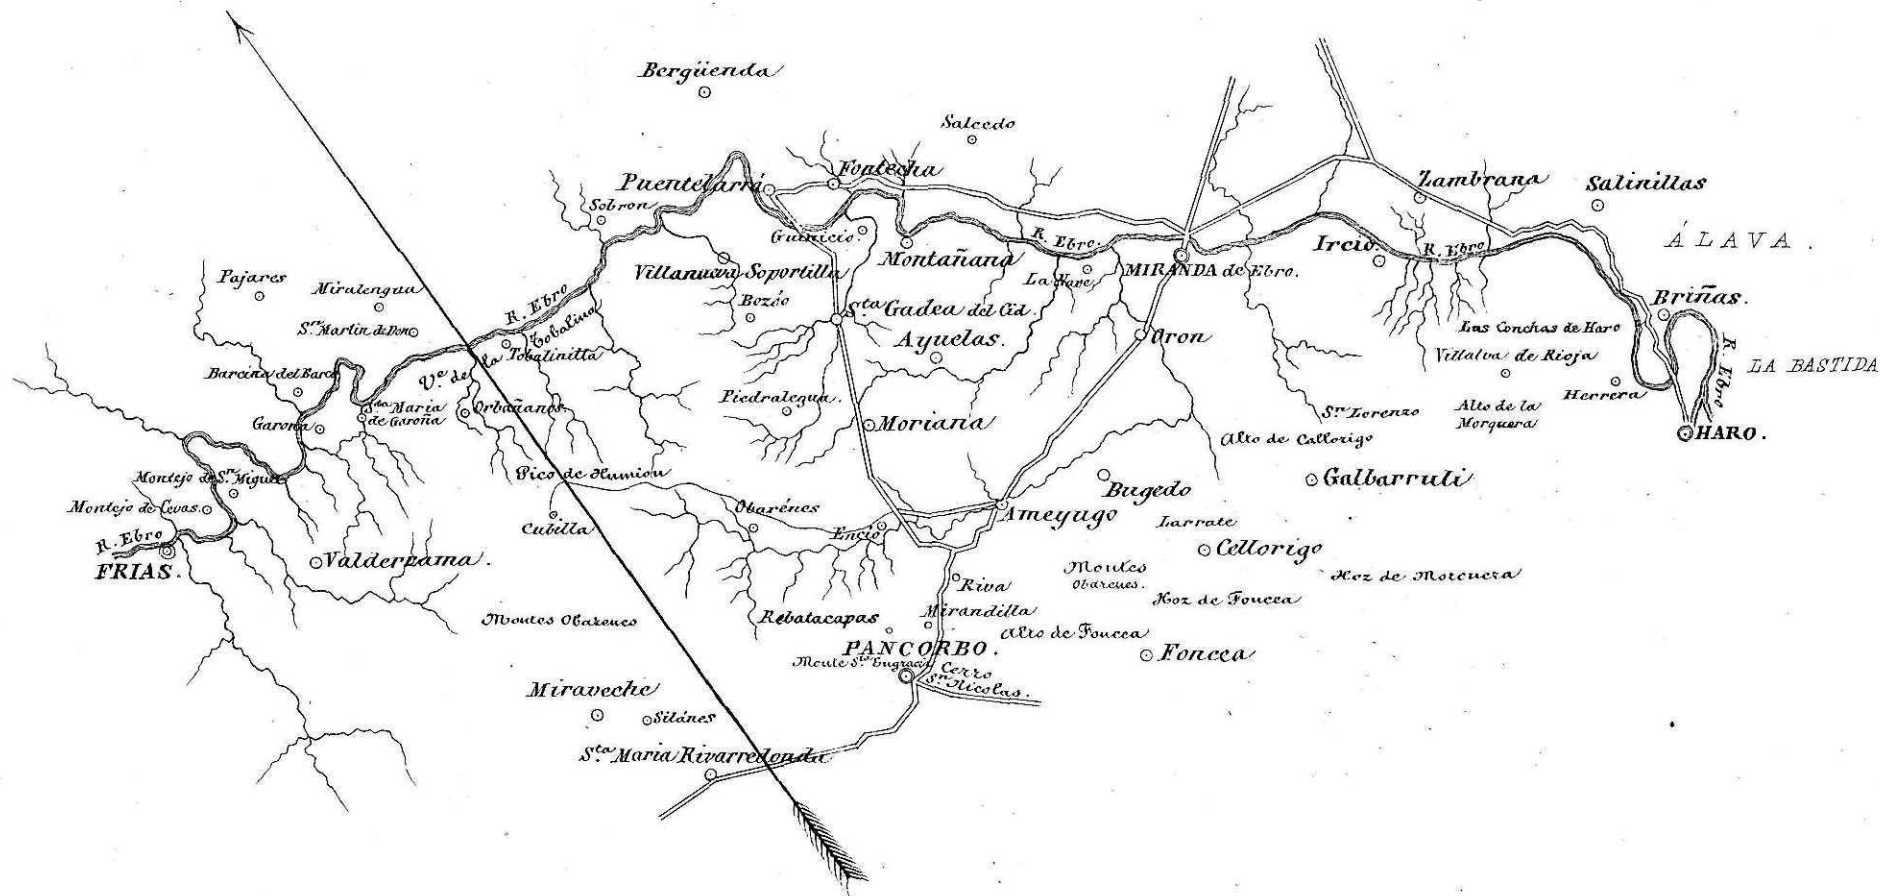 Bergüenda
Salcedo
Fontecha
Puentelarrá
Sobron
Zambrana
Salinillas
Guinicio.
Montañana
R. Ebro.
Ircio.
R. Ebro
ÁLAVA.
Villanueva Soportilla
MIRANDA de Ebro.
La Nave
Pajares
Miralengua
Bozóo
Sta Gadea del Cid.
Briñas.
R. Ebro
Sn. Martin de Don
Ve. de la Tobalina
Tobalinilla
Ayuelas.
Oron
Las Conchas de Haro
Villalva de Rioja
R. Ebro
LA BASTIDA
Barcina del Barco
Piedralegua.
Herrera
Sta Maria
de Garoña
Orbañanos.
Garona
Moriana
Sn. Lorenzo
Alto de la
Morquera
Alto de Callorigo
HARO.
Pico de Humion
Montejo de Sn. Miguel
Montejo de Cevas.
Bugedo
Galbarruli
Obarénes
Cubilla
Encio
Ameyugo
Larrate
R. Ebro
FRIAS.
Valderrama.
Cellorigo
Montes
Obarenes.
Hoz de Morcuera
Riva
Hoz de Foncea
Montes Obarenes
Rebatacapas
Mirandilla
Alto de Foncea
PANCORBO.
Foncea
Monte Sta. Engracia
Cerro
Sn. Nicolas.
Miraveche
Silánes
Sta Maria Rivarredonda